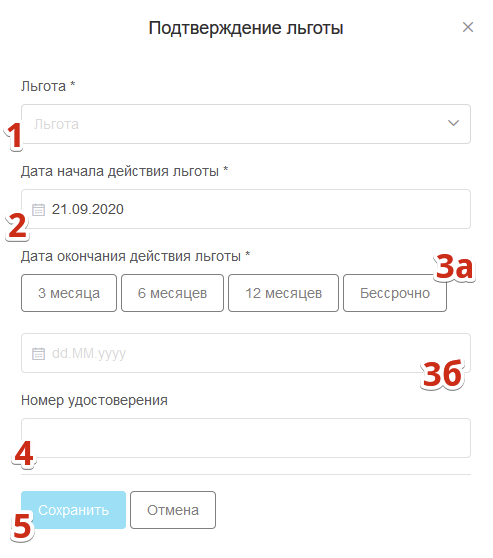 Подтверждение льготы
Льгота *
Льгота
1
Дата начала действия льготы *
21.09.2020
2
Дата окончания действия льготы *
3а
3 месяца 6 месяцев 12 месяцев Бессрочно
dd.MM.yyyy
3б
Номер удостоверения
4
Сохранить Отмена
5